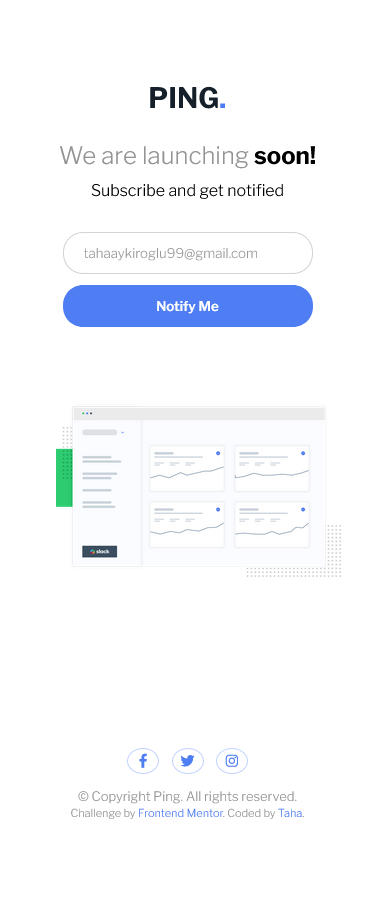 PING.
We are launching soon!
Subscribe and get notified
tahaaykiroglu99@gmail.com
Notify Me
slack
© Copyright Ping. All rights reserved.
Challenge by Frontend Mentor. Coded by Taha.